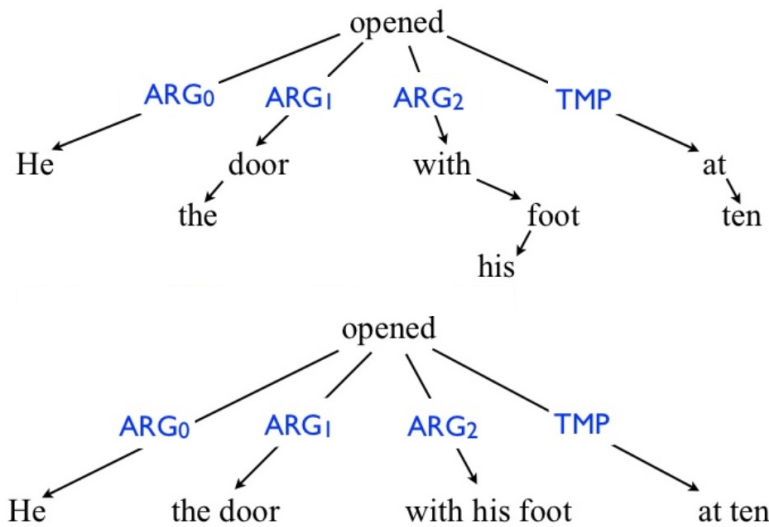 opened
ARG0 ARG1 ARG2 TMP
He door with at
the foot ten
his
opened
ARG0 ARG1 ARG2 TMP
He the door with his foot at ten